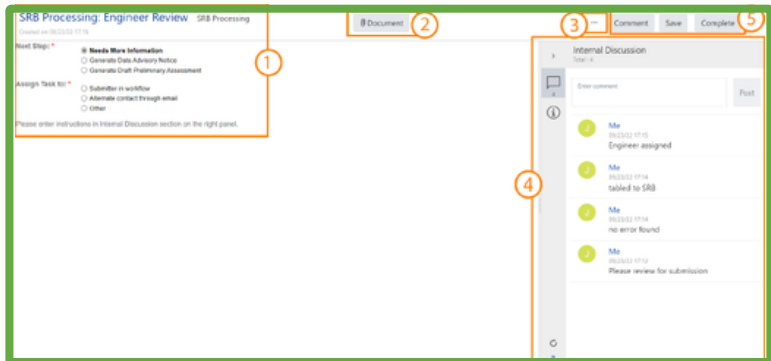 SRB Processing: Engineer Review SRB Processing
Created on 09/23/22 17:16
Document
2
3
...
Comment
Save
Complete
5
Next Step: *
Needs More Information
Generate Data Advisory Notice
Generate Draft Preliminary Assessment
1
Assign Task to: *
Submitter in workflow
Alternate contact through email
Other
Please enter instructions in Internal Discussion section on the right panel.
4
Internal Discussion
Total - 4
Enter comment
Post
4
J
Me
09/23/22 17:15
Engineer assigned
J
Me
09/23/22 17:14
tabled to SRB
J
Me
09/23/22 17:14
no error found
J
Me
Please review for submission